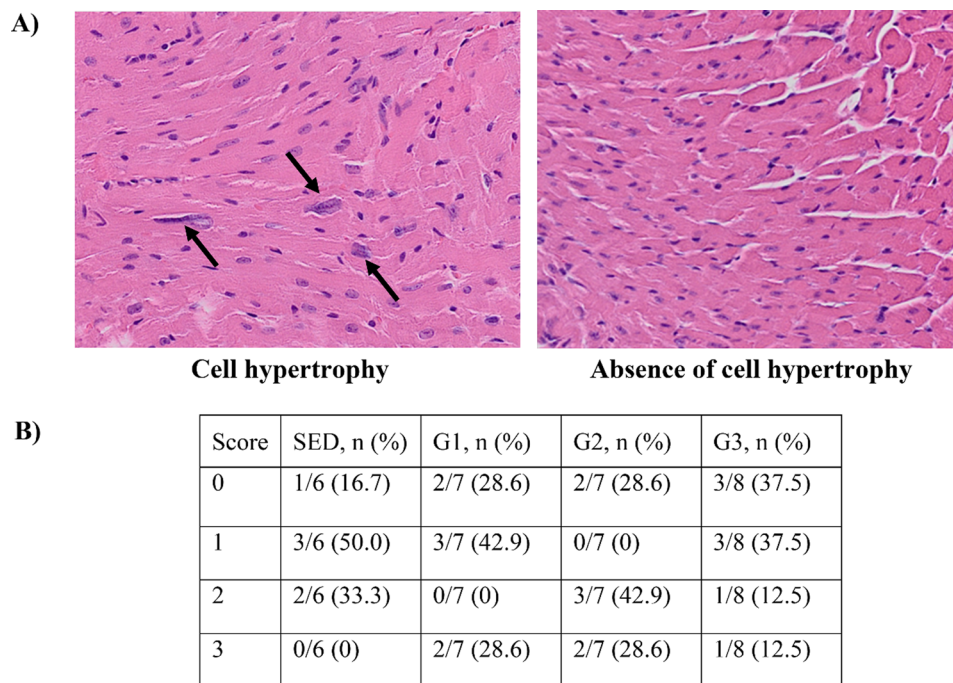 A)
Cell hypertrophy Absence of cell hypertrophy
B)
Score SED, n (%) G1, n (%) G2, n (%) G3, n (%)
0 1/6 (16.7) 2/7 (28.6) 2/7 (28.6) 3/8 (37.5)
1 3/6 (50.0) 3/7 (42.9) 0/7 (0) 3/8 (37.5)
2 2/6 (33.3) 0/7 (0) 3/7 (42.9) 1/8 (12.5)
3 0/6 (0) 2/7 (28.6) 2/7 (28.6) 1/8 (12.5)